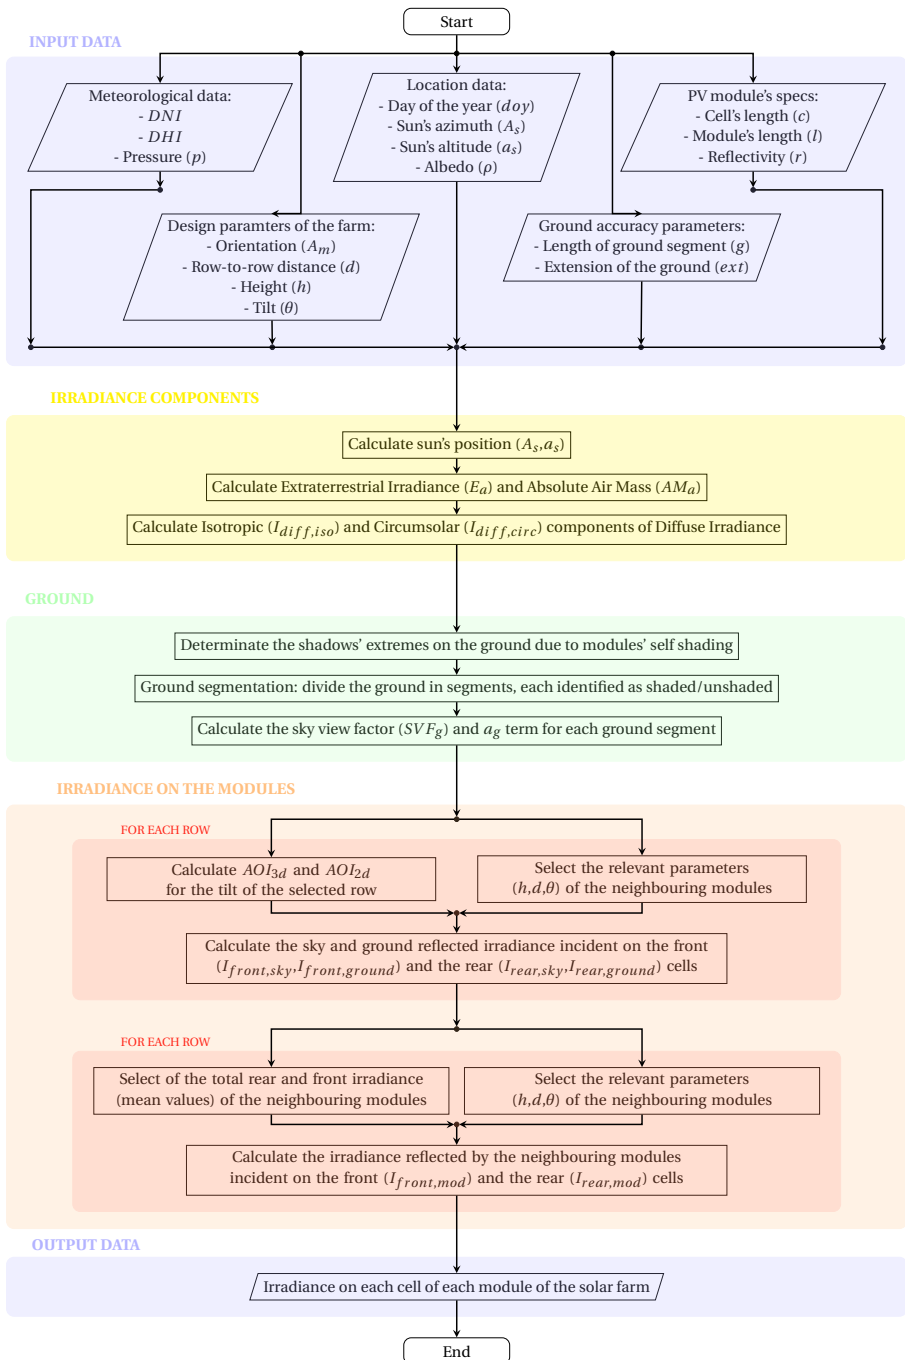 Start
INPUT DATA
Meteorological data:
- DNI
- DHI
- Pressure (p)
Location data:
- Day of the year (doy)
- Sun's azimuth (A_s)
- Sun's altitude (a_s)
- Albedo (ρ)
PV module's specs:
- Cell's length (c)
- Module's length (l)
- Reflectivity (r)
Design paramters of the farm:
- Orientation (A_m)
- Row-to-row distance (d)
- Height (h)
- Tilt (θ)
Ground accuracy parameters:
- Length of ground segment (g)
- Extension of the ground (ext)
IRRADIANCE COMPONENTS
Calculate sun's position (A_s,a_s)
Calculate Extraterrestrial Irradiance (E_a) and Absolute Air Mass (AM_a)
Calculate Isotropic (I_diff,iso) and Circumsolar (I_diff,circ) components of Diffuse Irradiance
GROUND
Determinate the shadows' extremes on the ground due to modules' self shading
Ground segmentation: divide the ground in segments, each identified as shaded/unshaded
Calculate the sky view factor (SVF_g) and a_g term for each ground segment
IRRADIANCE ON THE MODULES
FOR EACH ROW
Calculate AOI_3d and AOI_2d
for the tilt of the selected row
Select the relevant parameters
(h,d,θ) of the neighbouring modules
Calculate the sky and ground reflected irradiance incident on the front
(I_front,sky,I_front,ground) and the rear (I_rear,sky,I_rear,ground) cells
FOR EACH ROW
Select of the total rear and front irradiance
(mean values) of the neighbouring modules
Select the relevant parameters
(h,d,θ) of the neighbouring modules
Calculate the irradiance reflected by the neighbouring modules
incident on the front (I_front,mod) and the rear (I_rear,mod) cells
OUTPUT DATA
Irradiance on each cell of each module of the solar farm
End